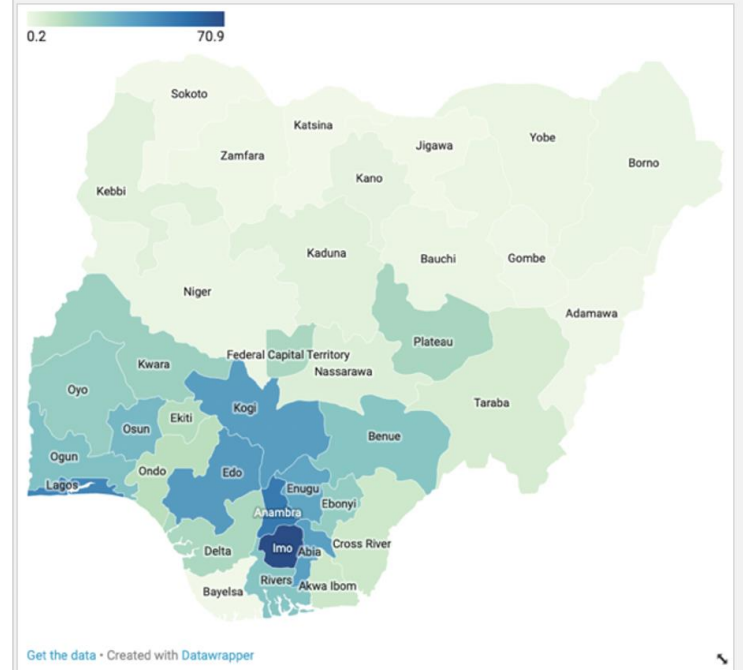 0.2 70.9
Sokoto
Katsina
Jigawa
Yobe
Borno
Zamfara
Kano
Kebbi
Kaduna
Bauchi
Gombe
Niger
Adamawa
Plateau
Federal Capital Territory
Kwara
Nassarawa
Oyo
Taraba
Kogi
Ekiti
Osun
Benue
Ogun
Ondo
Edo
Lagos
Enugu
Ebonyi
Anambra
Cross River
Imo
Abia
Delta
Rivers
Akwa Ibom
Bayelsa
Get the data • Created with Datawrapper